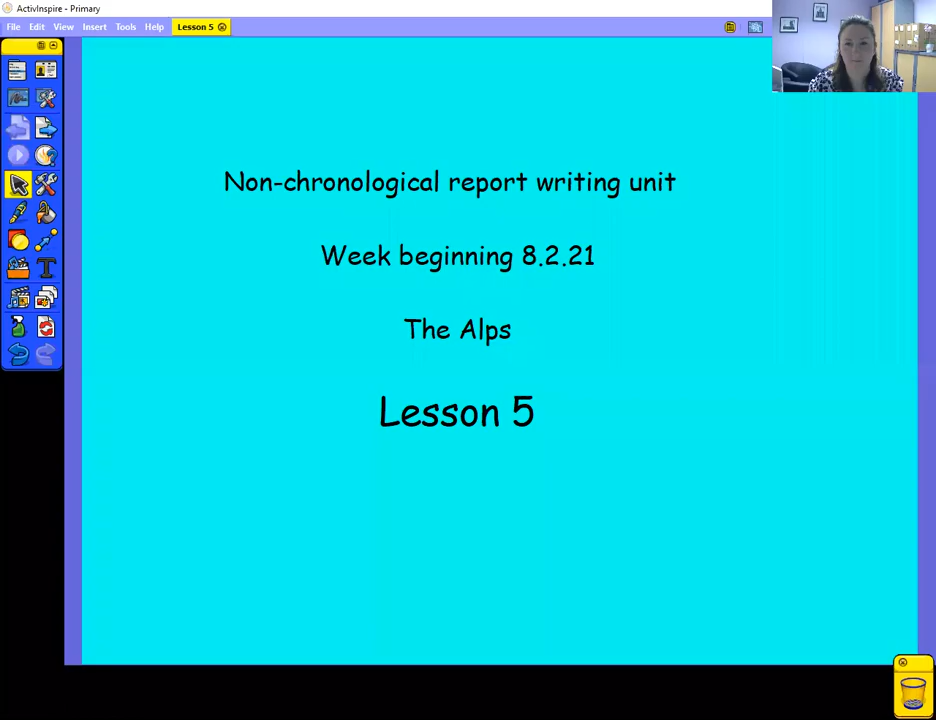 ActivInspire - Primary
File Edit View Insert Tools Help Lesson 5
Non-chronological report writing unit
Week beginning 8.2.21
The Alps
Lesson 5